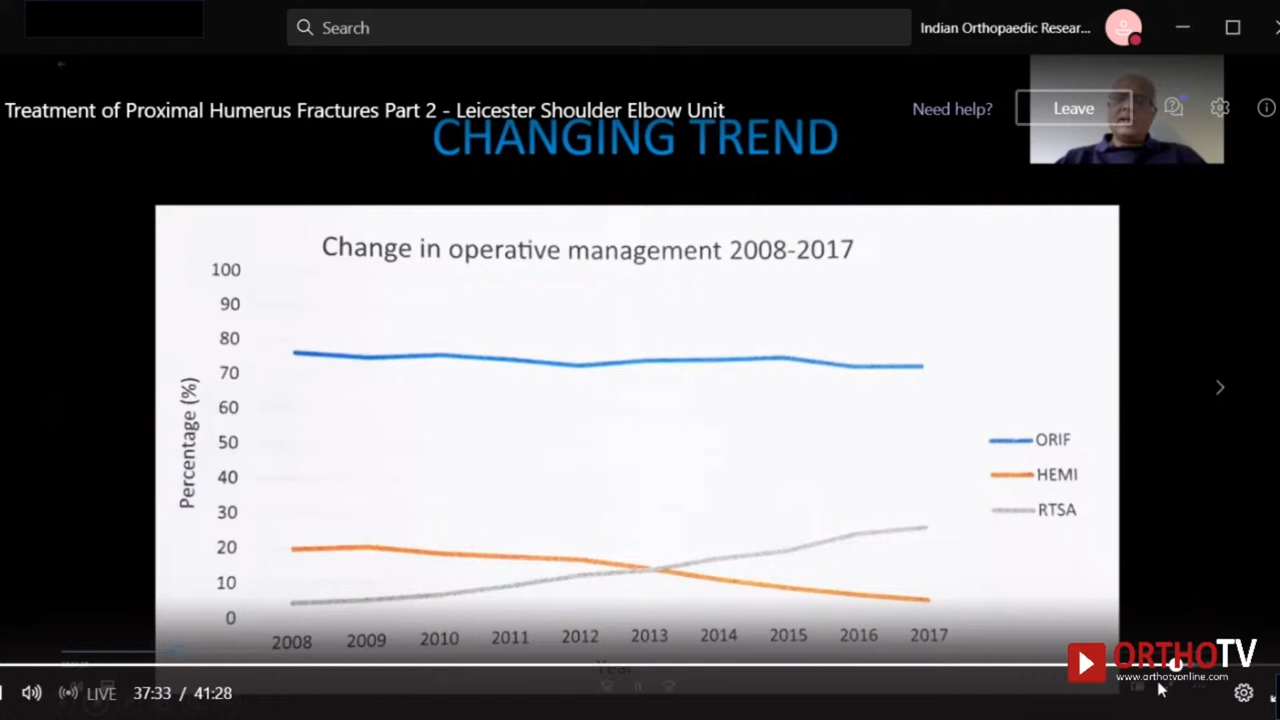 Search
Indian Orthopaedic Resear...
Treatment of Proximal Humerus Fractures Part 2 - Leicester Shoulder Elbow Unit
Need help?
Leave
CHANGING TREND
Change in operative management 2008-2017
Percentage (%)
100
90
80
70
60
50
40
30
20
10
0
ORIF
HEMI
RTSA
2008 2009 2010 2011 2012 2013 2014 2015 2016 2017
Year
ORTHOTV
www.orthotvonline.com
LIVE 37:33 / 41:28